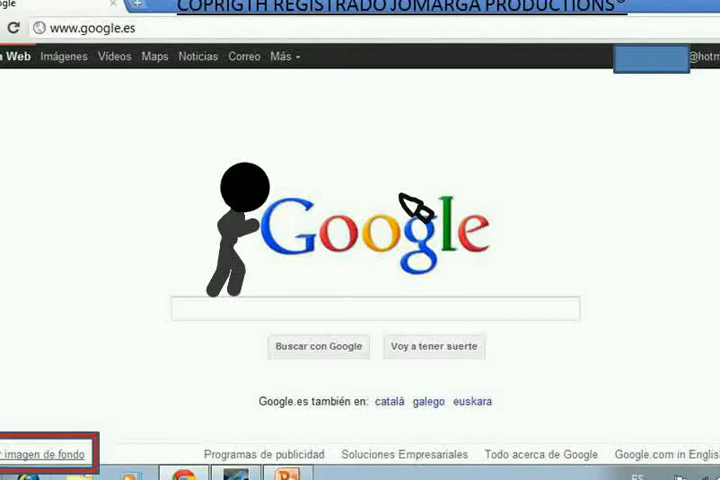 COPRIGTH REGISTRADO JOMARGA PRODUCTIONS®
www.google.es
Web Imágenes Vídeos Maps Noticias Correo Más @hotm
Google
Buscar con Google Voy a tener suerte
Google.es también en: català galego euskara
imagen de fondo Programas de publicidad Soluciones Empresariales Todo acerca de Google Google.com in English
ES